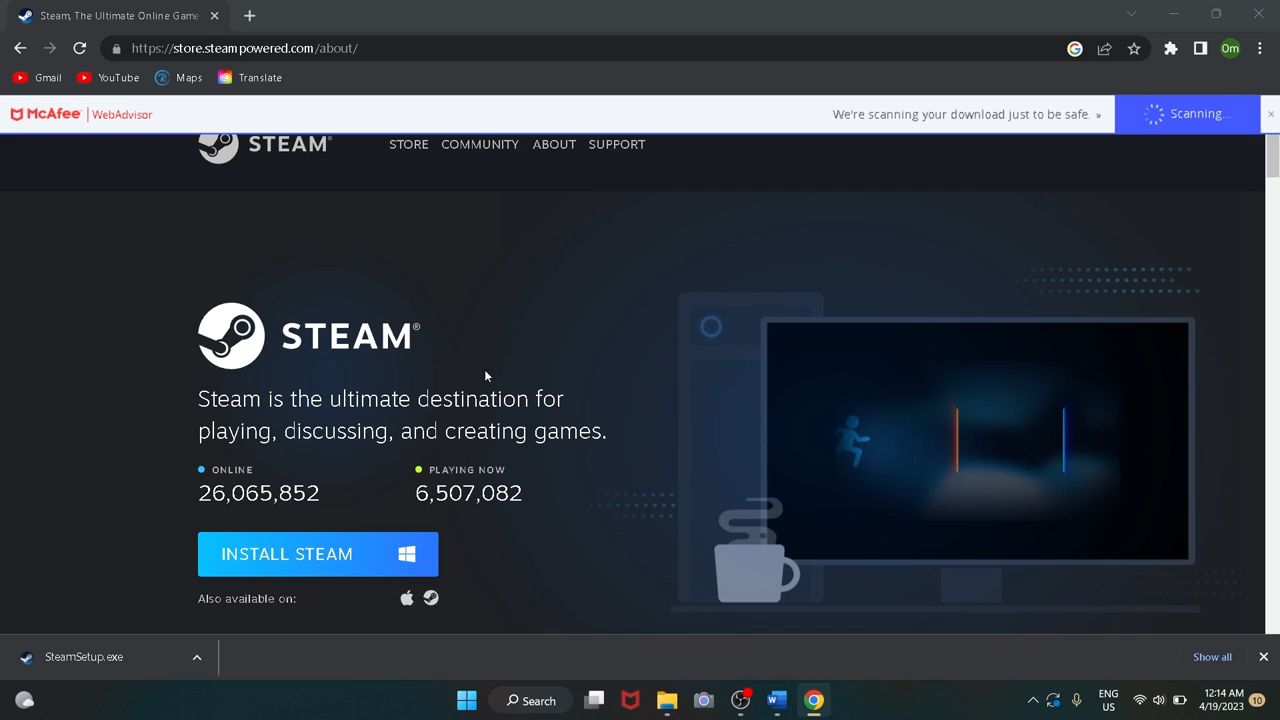 Steam, The Ultimate Online Game
https://store.steampowered.com/about/
Om
Gmail YouTube Maps Translate
McAfee | WebAdvisor We're scanning your download just to be safe. » Scanning...
STEAM® STORE COMMUNITY ABOUT SUPPORT
STEAM®
Steam is the ultimate destination for
playing, discussing, and creating games.
ONLINE PLAYING NOW
26,065,852 6,507,082
INSTALL STEAM
Also available on:
SteamSetup.exe Show all
Search ENG US 12:14 AM 4/19/2023 10